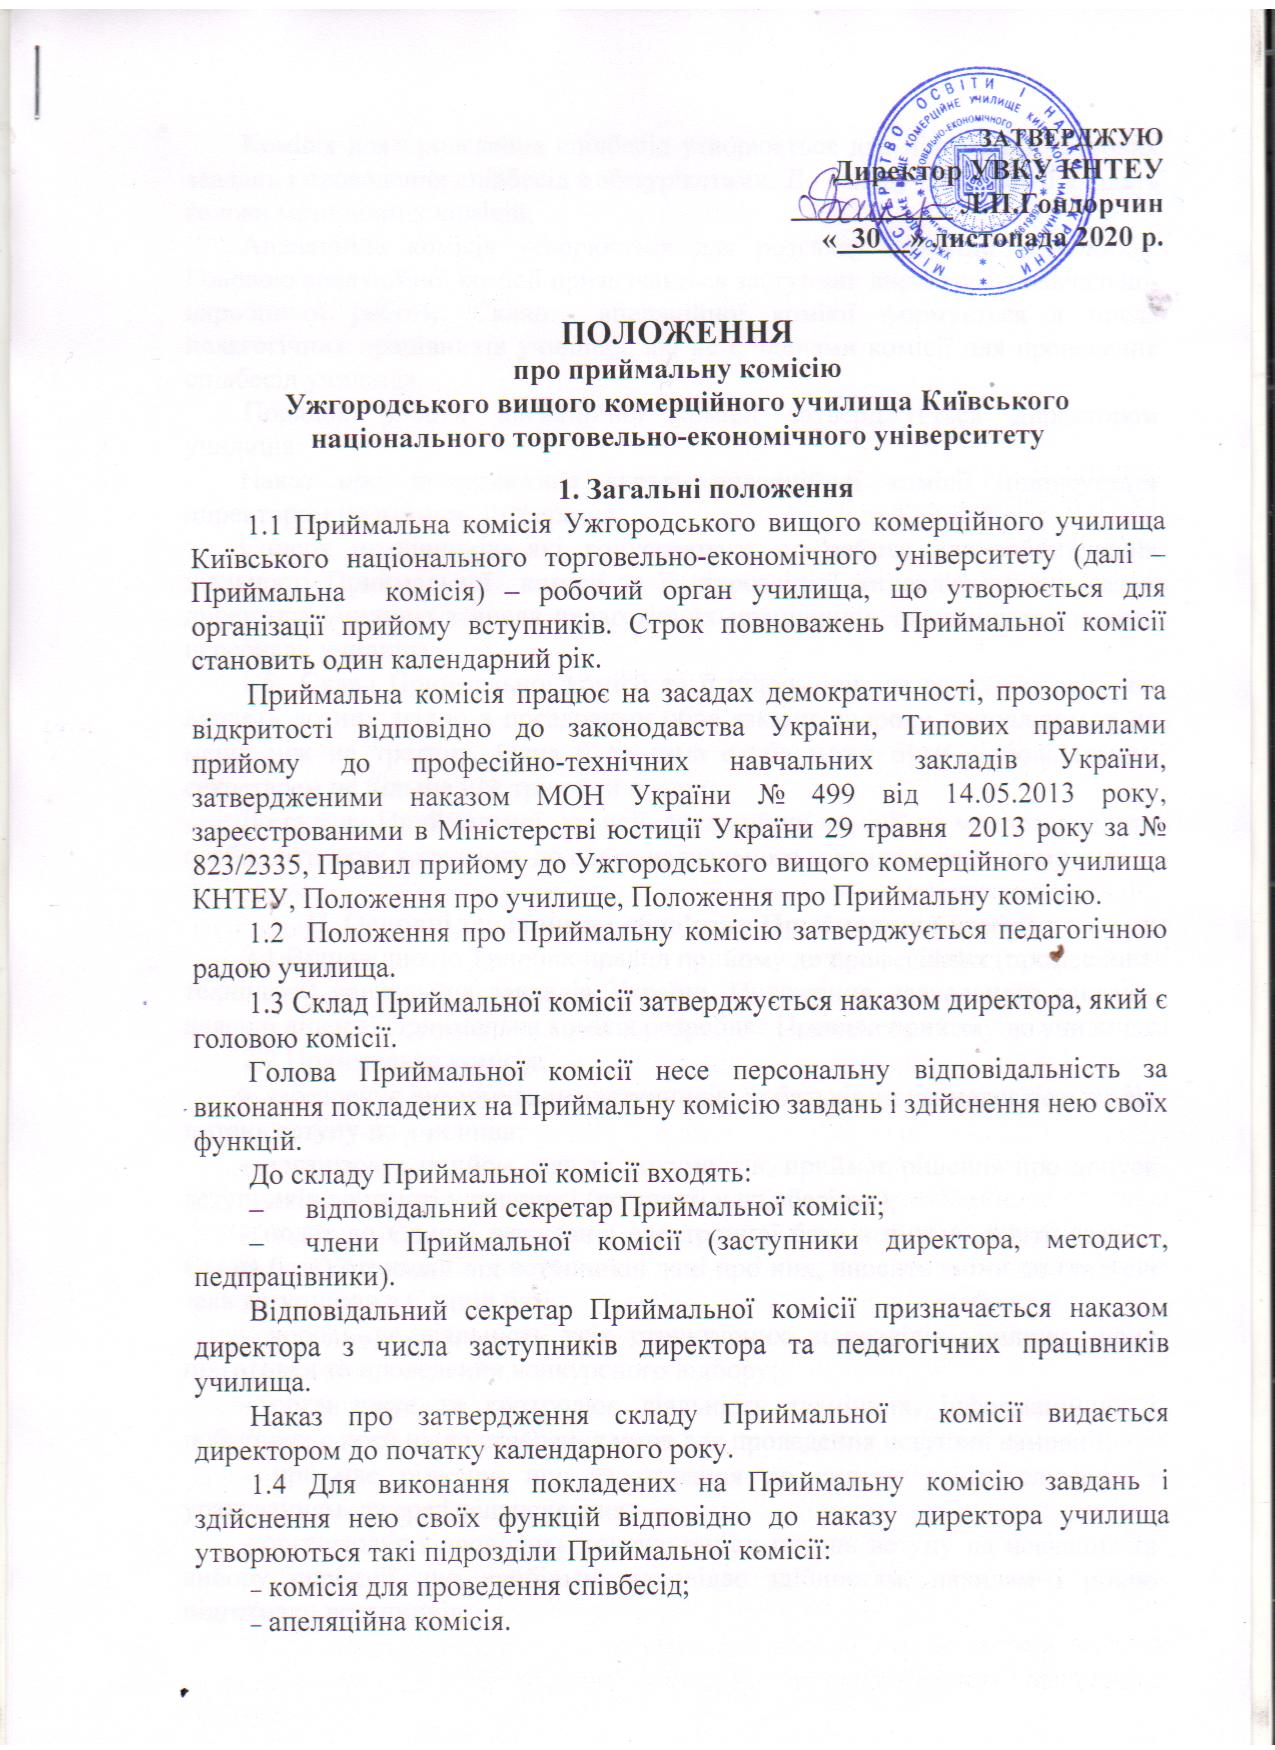 ЗАТВЕРДЖУЮ
Директор УВКУ КНТЕУ
Л.П.Гондорчин
« 30 » листопада 2020 р.
ПОЛОЖЕННЯ
про приймальну комісію
Ужгородського вищого комерційного училища Київського
національного торговельно-економічного університету
1. Загальні положення
1.1 Приймальна комісія Ужгородського вищого комерційного училища
Київського національного торговельно-економічного університету (далі –
Приймальна комісія) – робочий орган училища, що утворюється для
організації прийому вступників. Строк повноважень Приймальної комісії
становить один календарний рік.
Приймальна комісія працює на засадах демократичності, прозорості та
відкритості відповідно до законодавства України, Типових правилами
прийому до професійно-технічних навчальних закладів України,
затвердженими наказом МОН України № 499 від 14.05.2013 року,
зареєстрованими в Міністерстві юстиції України 29 травня 2013 року за №
823/2335, Правил прийому до Ужгородського вищого комерційного училища
КНТЕУ, Положення про училище, Положення про Приймальну комісію.
1.2 Положення про Приймальну комісію затверджується педагогічною
радою училища.
1.3 Склад Приймальної комісії затверджується наказом директора, який є
головою комісії.
Голова Приймальної комісії несе персональну відповідальність за
виконання покладених на Приймальну комісію завдань і здійснення нею своїх
функцій.
До складу Приймальної комісії входять:
– відповідальний секретар Приймальної комісії;
– члени Приймальної комісії (заступники директора, методист,
педпрацівники).
Відповідальний секретар Приймальної комісії призначається наказом
директора з числа заступників директора та педагогічних працівників
училища.
Наказ про затвердження складу Приймальної комісії видається
директором до початку календарного року.
1.4 Для виконання покладених на Приймальну комісію завдань і
здійснення нею своїх функцій відповідно до наказу директора училища
утворюються такі підрозділи Приймальної комісії:
– комісія для проведення співбесід;
– апеляційна комісія.